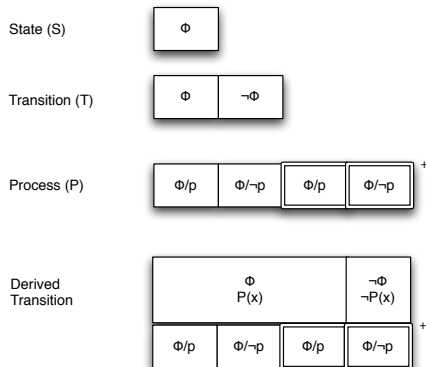 State (S)
Φ
Transition (T)
Φ ¬Φ
+
Process (P)
Φ/p Φ/¬p Φ/p Φ/¬p
Derived
Transition
Φ
P(x)
¬Φ
¬P(x)
+
Φ/p Φ/¬p Φ/p Φ/¬p